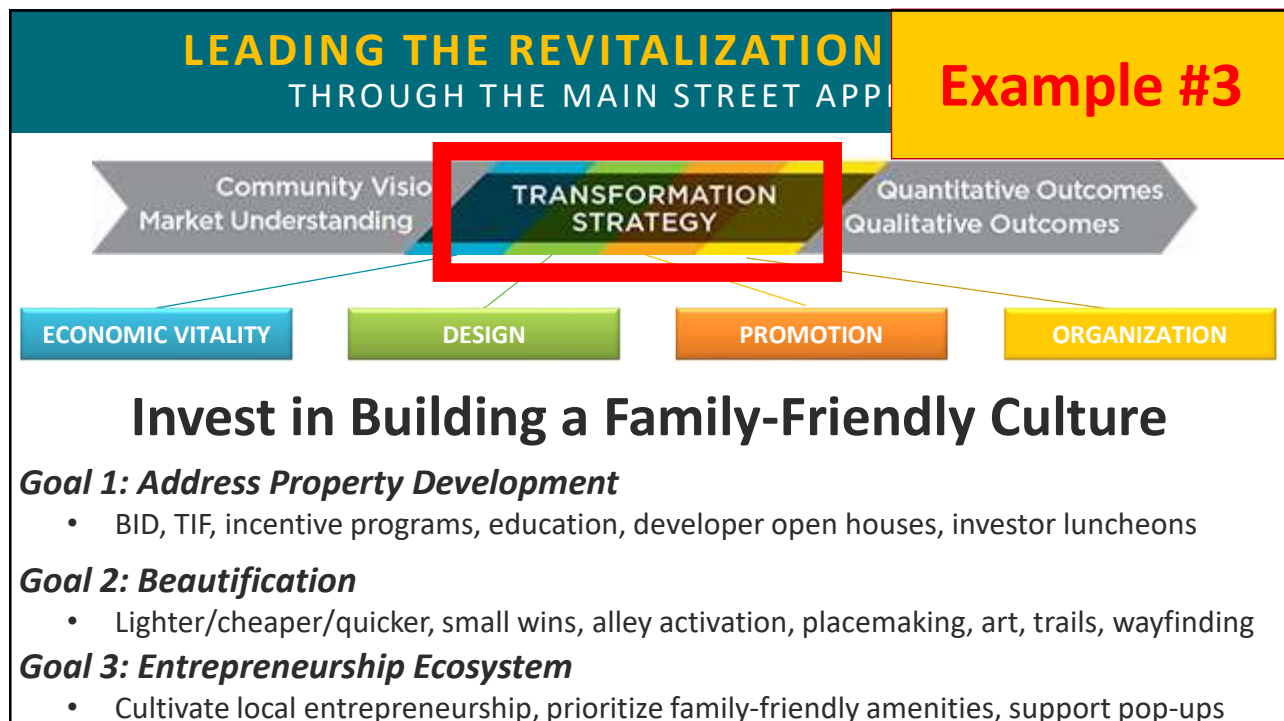 LEADING THE REVITALIZATION
THROUGH THE MAIN STREET APP
Example #3
Community Visio
Market Understanding
TRANSFORMATION
STRATEGY
Quantitative Outcomes
Qualitative Outcomes
ECONOMIC VITALITY
DESIGN
PROMOTION
ORGANIZATION
Invest in Building a Family-Friendly Culture
Goal 1: Address Property Development
• BID, TIF, incentive programs, education, developer open houses, investor luncheons
Goal 2: Beautification
• Lighter/cheaper/quicker, small wins, alley activation, placemaking, art, trails, wayfinding
Goal 3: Entrepreneurship Ecosystem
• Cultivate local entrepreneurship, prioritize family-friendly amenities, support pop-ups